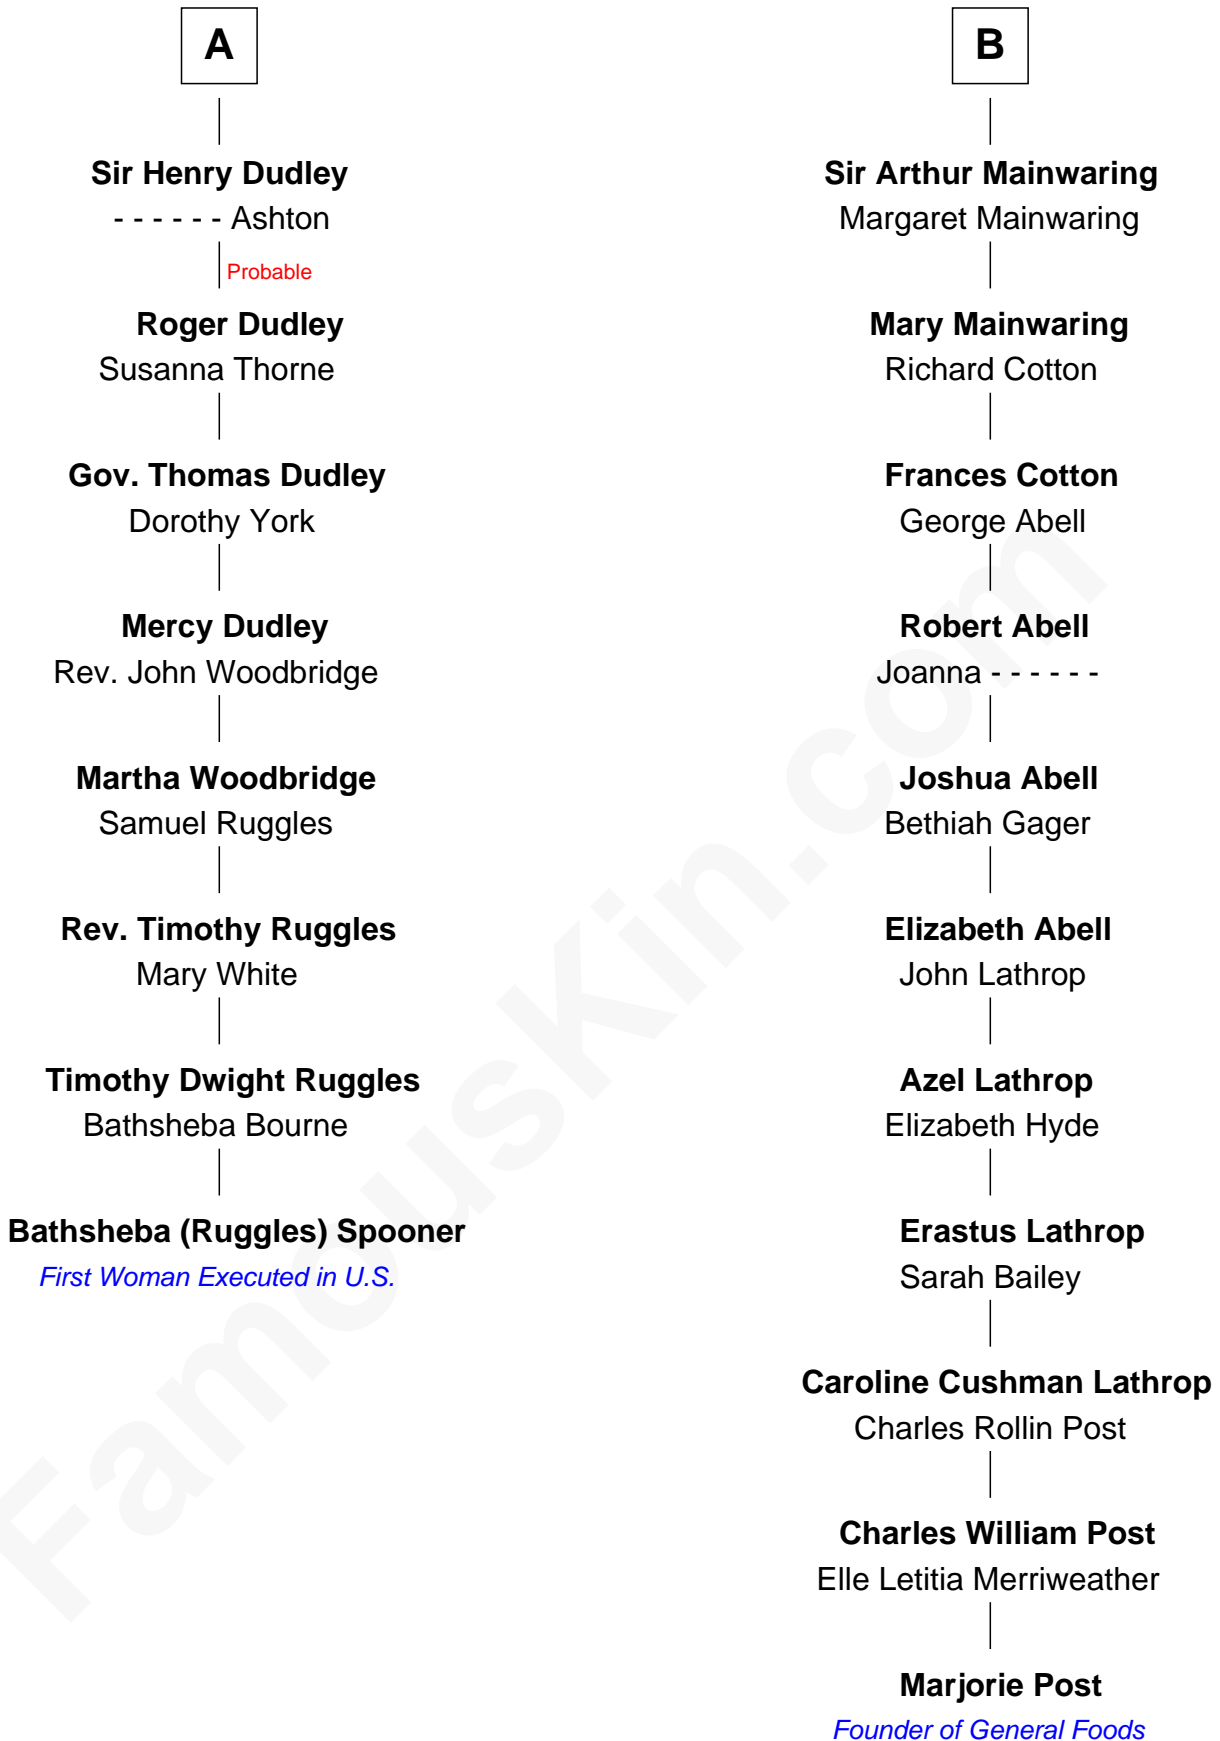 A
Sir Henry Dudley
- - - - - - Ashton
Probable
Roger Dudley
Susanna Thorne
Gov. Thomas Dudley
Dorothy York
Mercy Dudley
Rev. John Woodbridge
Martha Woodbridge
Samuel Ruggles
Rev. Timothy Ruggles
Mary White
Timothy Dwight Ruggles
Bathsheba Bourne
Bathsheba (Ruggles) Spooner
First Woman Executed in U.S.
B
Sir Arthur Mainwaring
Margaret Mainwaring
Mary Mainwaring
Richard Cotton
Frances Cotton
George Abell
Robert Abell
Joanna - - - - - -
Joshua Abell
Bethiah Gager
Elizabeth Abell
John Lathrop
Azel Lathrop
Elizabeth Hyde
Erastus Lathrop
Sarah Bailey
Caroline Cushman Lathrop
Charles Rollin Post
Charles William Post
Elle Letitia Merriweather
Marjorie Post
Founder of General Foods
FamousKin.com